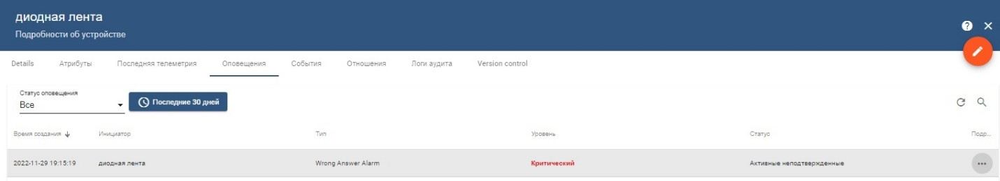 диодная лента
Подробности об устройстве
Details Атрибуты Последняя телеметрия Оповещения События Отношения Логи аудита Version control
Статус оповещения
Все
Последние 30 дней
Время создания Инициатор Тип Уровень Статус Подр...
2022-11-29 19:15:19 диодная лента Wrong Answer Alarm Критический Активные неподтвержденные